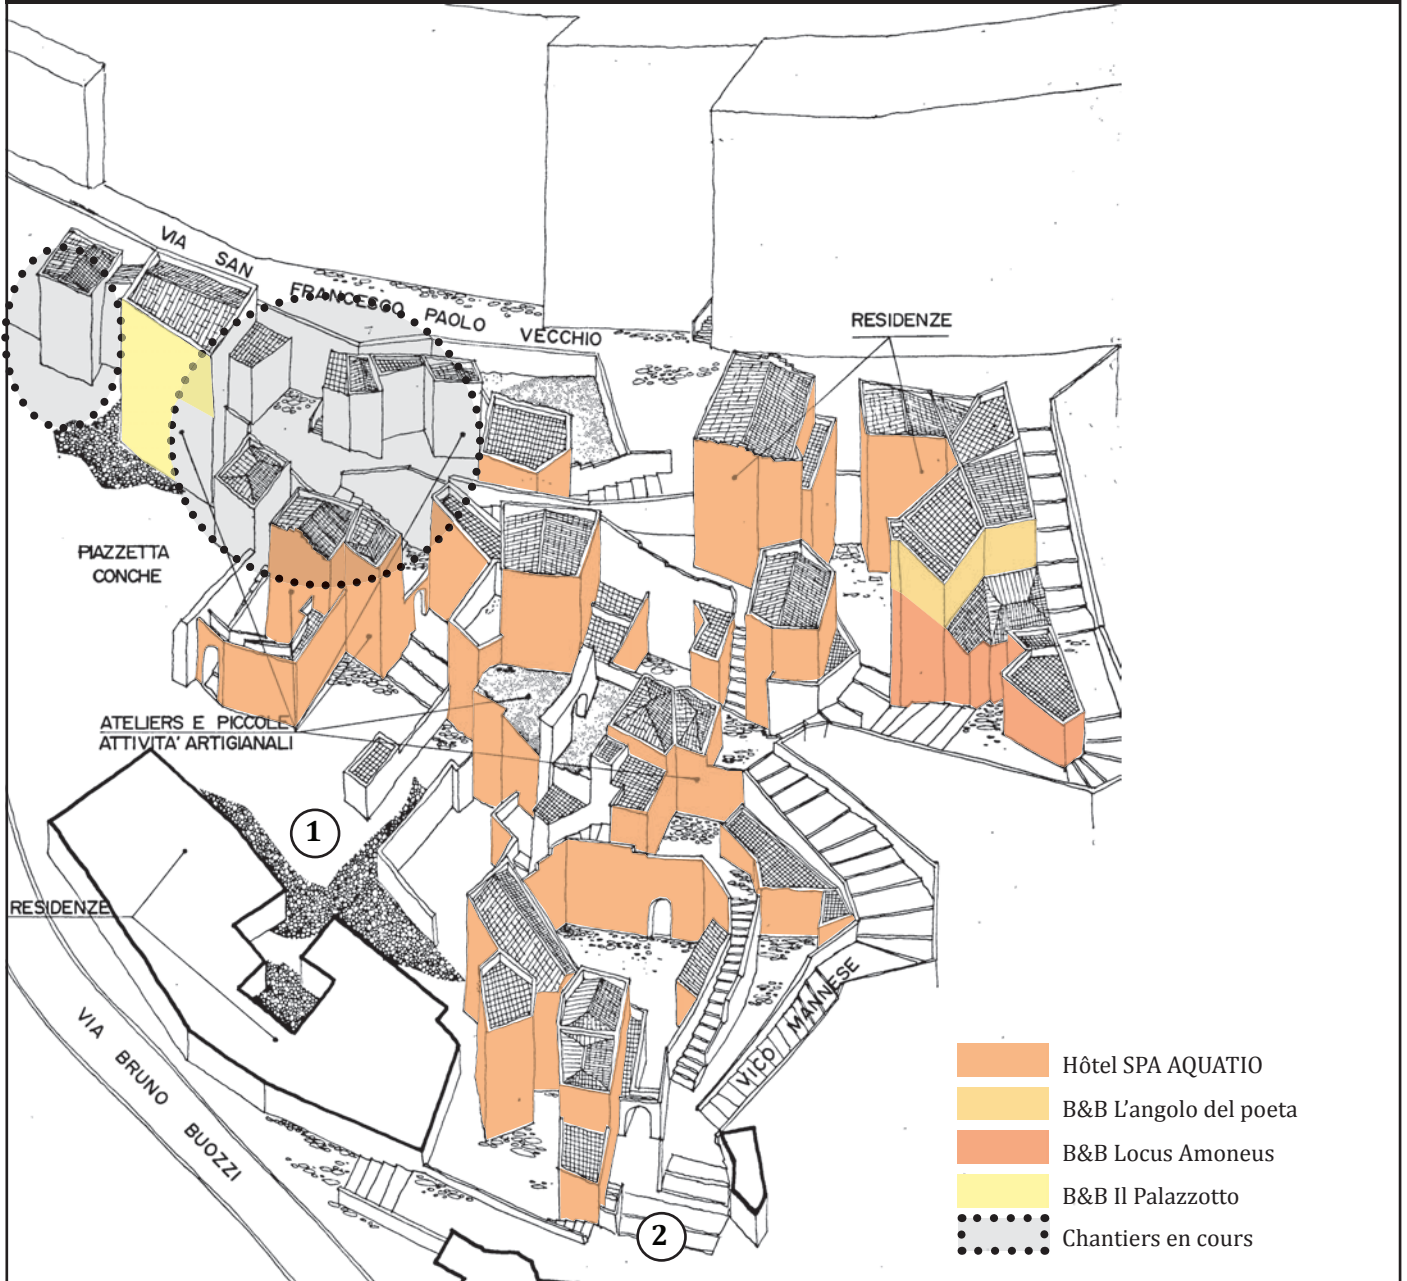 VIA SAN FRANCESCO PAOLO VECCHIO
RESIDENZE
PIAZZETTA
CONCHE
ATELIERS E PICCOLE
ATTIVITA' ARTIGIANALI
1
RESIDENZE
VIA BRUNO BUOZZI
VICO MANNESE
2
Hôtel SPA AQUATIO
B&B L'angolo del poeta
B&B Locus Amoneus
B&B Il Palazzotto
Chantiers en cours